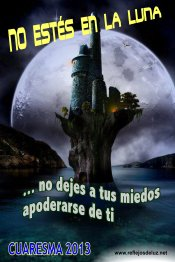 NO ESTÉS EN LA LUNA
... no dejes a tus miedos
apoderarse de ti
CUARESMA 2013
www.reflejosdeluz.net